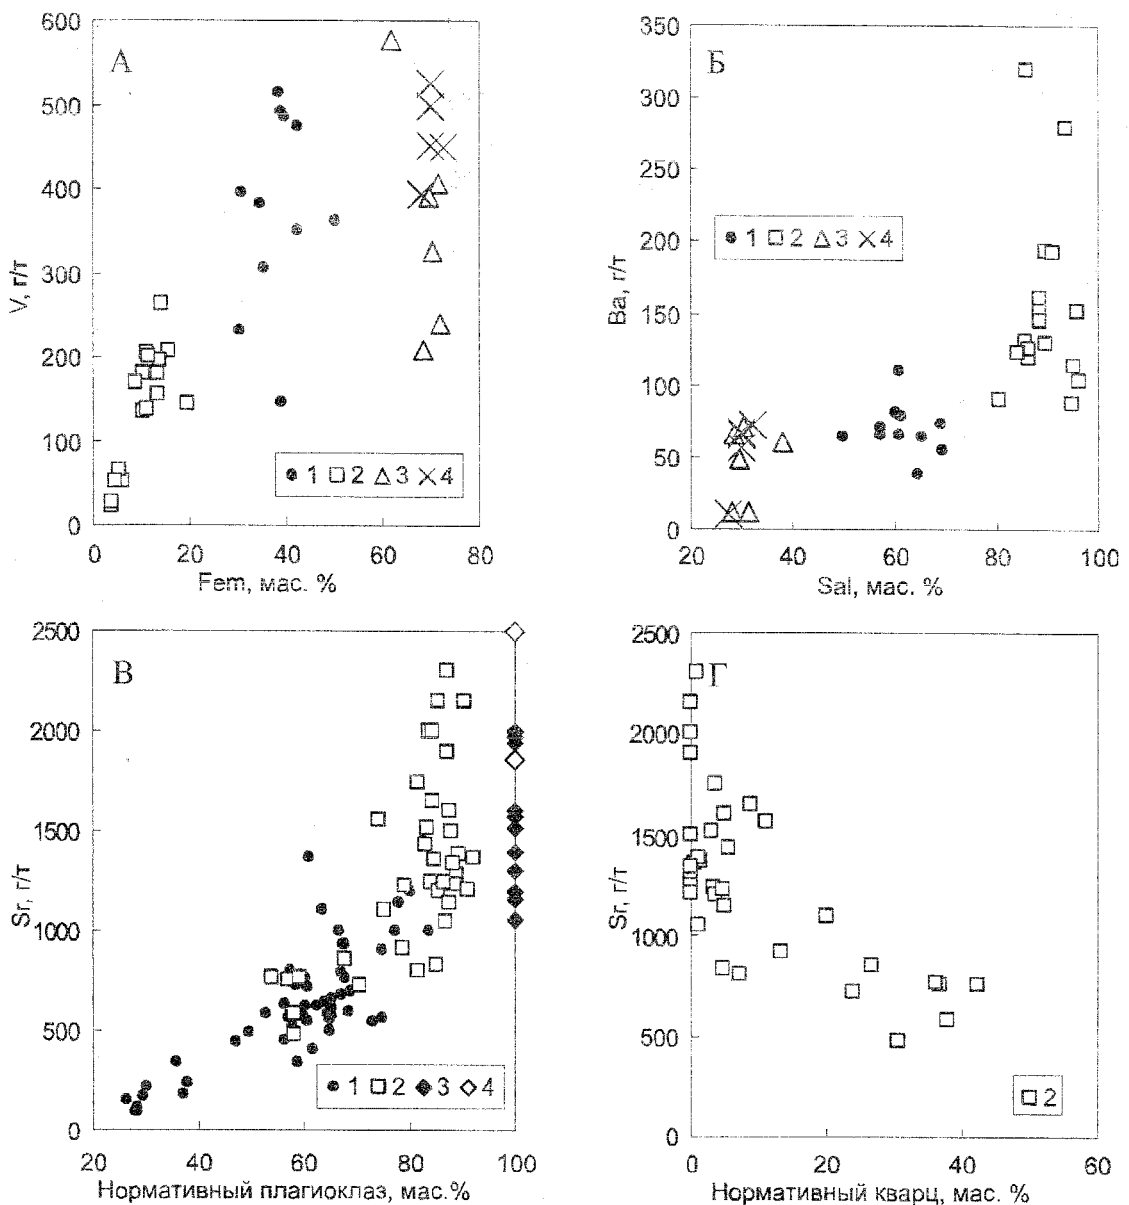 А
V, г/т
600
500
400
300
200
100
0
0 20 40 60 80
Fem, мас. %
1 2 3 4
Б
Ba, г/т
350
300
250
200
150
100
50
0
20 40 60 80 100
Sal, мас. %
1 2 3 4
В
Sr, г/т
2500
2000
1500
1000
500
0
20 40 60 80 100
Нормативный плагиоклаз, мас.%
1 2 3 4
Г
Sr, г/т
2500
2000
1500
1000
500
0
0 20 40 60
Нормативный кварц, мас. %
2